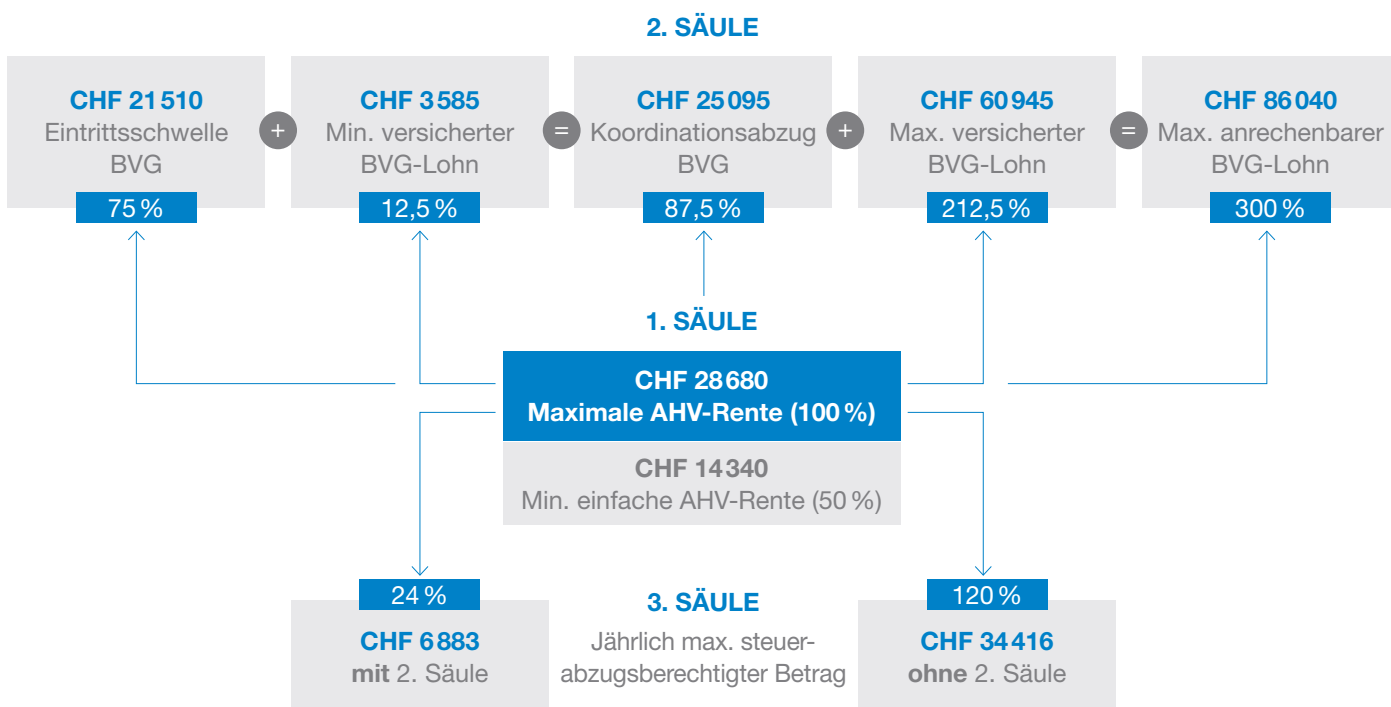 2. SÄULE
CHF 21 510
Eintrittsschwelle
BVG
75 %
+
CHF 3 585
Min. versicherter
BVG-Lohn
12,5 %
=
CHF 25 095
Koordinationsabzug
BVG
87,5 %
+
CHF 60 945
Max. versicherter
BVG-Lohn
212,5 %
=
CHF 86 040
Max. anrechenbarer
BVG-Lohn
300 %
1. SÄULE
CHF 28 680
Maximale AHV-Rente (100 %)
CHF 14 340
Min. einfache AHV-Rente (50 %)
24 %
CHF 6 883
mit 2. Säule
3. SÄULE
Jährlich max. steuer-
abzugsberechtigter Betrag
120 %
CHF 34 416
ohne 2. Säule